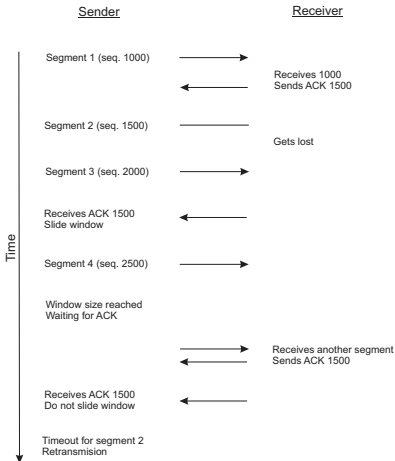 Sender
Receiver
Segment 1 (seq. 1000)
Receives 1000
Sends ACK 1500
Segment 2 (seq. 1500)
Gets lost
Segment 3 (seq. 2000)
Receives ACK 1500
Slide window
Time
Segment 4 (seq. 2500)
Window size reached
Waiting for ACK
Receives another segment
Sends ACK 1500
Receives ACK 1500
Do not slide window
Timeout for segment 2
Retransmision